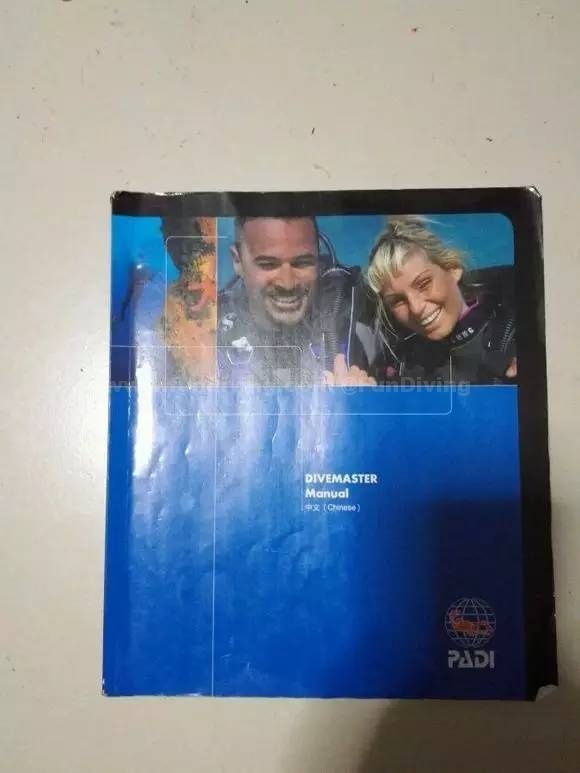 DIVEMASTER
Manual
中文 (Chinese)
PADI